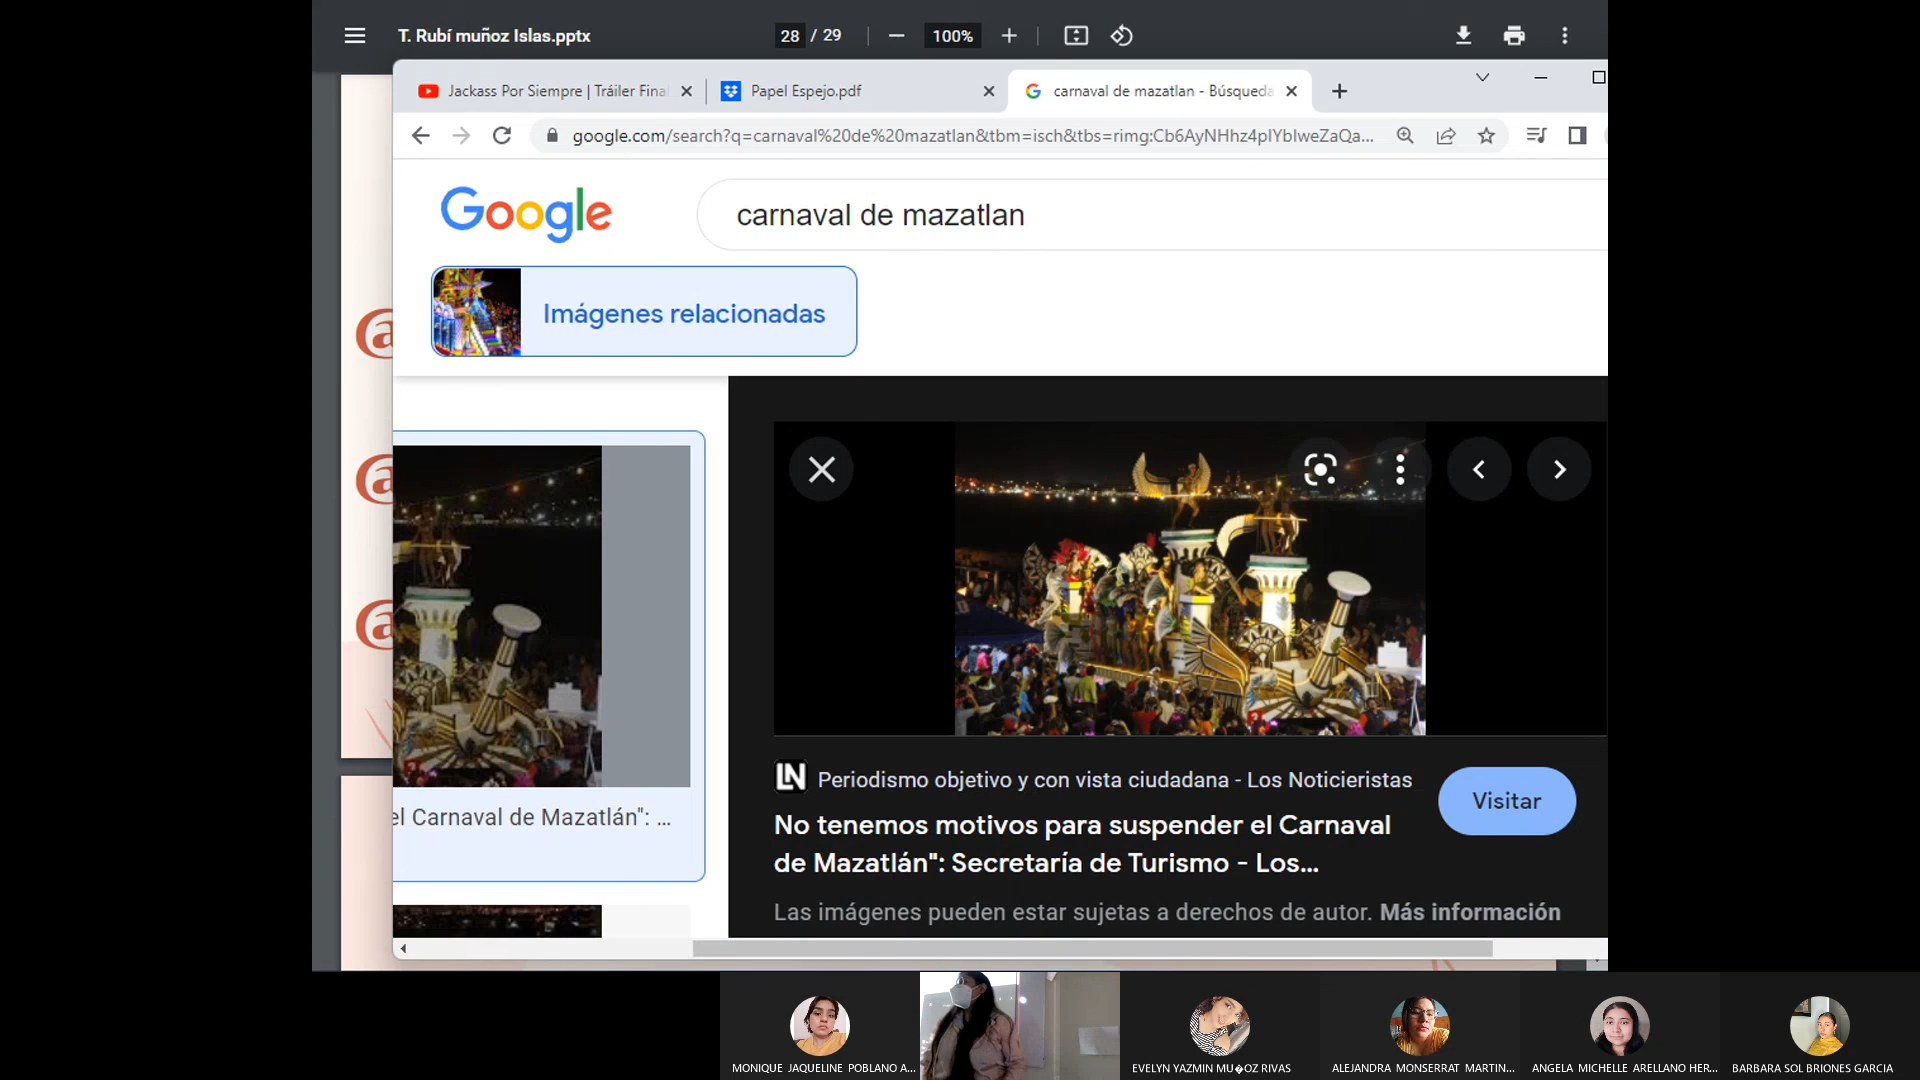 T. Rubí muñoz Islas.pptx
28 / 29
100%
Jackass Por Siempre | Tráiler Fina
Papel Espejo.pdf
carnaval de mazatlan - Búsqueda
google.com/search?q=carnaval%20de%20mazatlan&tbm=isch&tbs=rimg:Cb6AyNHhz4pIYbIweZaQa...
Google
carnaval de mazatlan
Imágenes relacionadas
@
@
@
el Carnaval de Mazatlán": ...
LN
Periodismo objetivo y con vista ciudadana - Los Noticieristas
No tenemos motivos para suspender el Carnaval
de Mazatlán": Secretaría de Turismo - Los...
Visitar
Las imágenes pueden estar sujetas a derechos de autor. Más información
MONIQUE JAQUELINE POBLANO A...
EVELYN YAZMIN MU�OZ RIVAS
ALEJANDRA MONSERRAT MARTIN...
ANGELA MICHELLE ARELLANO HER...
BARBARA SOL BRIONES GARCIA